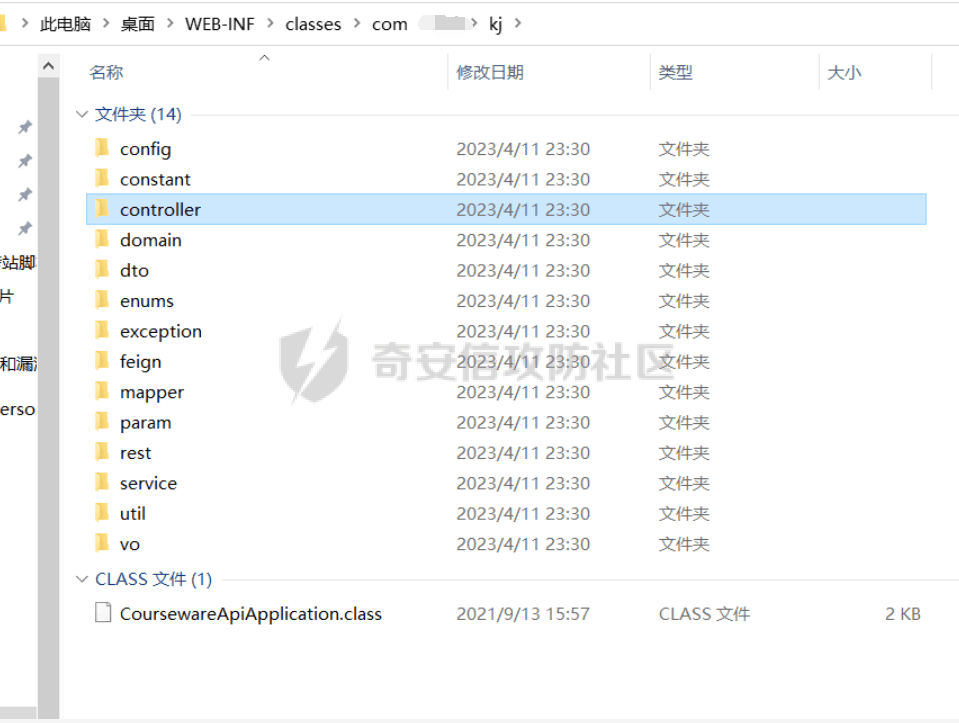 此电脑 桌面 WEB-INF classes com kj
名称 修改日期 类型 大小
文件夹 (14)
config 2023/4/11 23:30 文件夹
constant 2023/4/11 23:30 文件夹
controller 2023/4/11 23:30 文件夹
domain 2023/4/11 23:30 文件夹
站脚
dto 2023/4/11 23:30 文件夹
片
enums 2023/4/11 23:30 文件夹
exception 2023/4/11 23:30 文件夹
奇安信攻防社区
和漏
feign 2023/4/11 23:30 文件夹
mapper 2023/4/11 23:30 文件夹
erso
param 2023/4/11 23:30 文件夹
rest 2023/4/11 23:30 文件夹
service 2023/4/11 23:30 文件夹
util 2023/4/11 23:30 文件夹
vo 2023/4/11 23:30 文件夹
CLASS 文件 (1)
CoursewareApiApplication.class 2021/9/13 15:57 CLASS 文件 2 KB